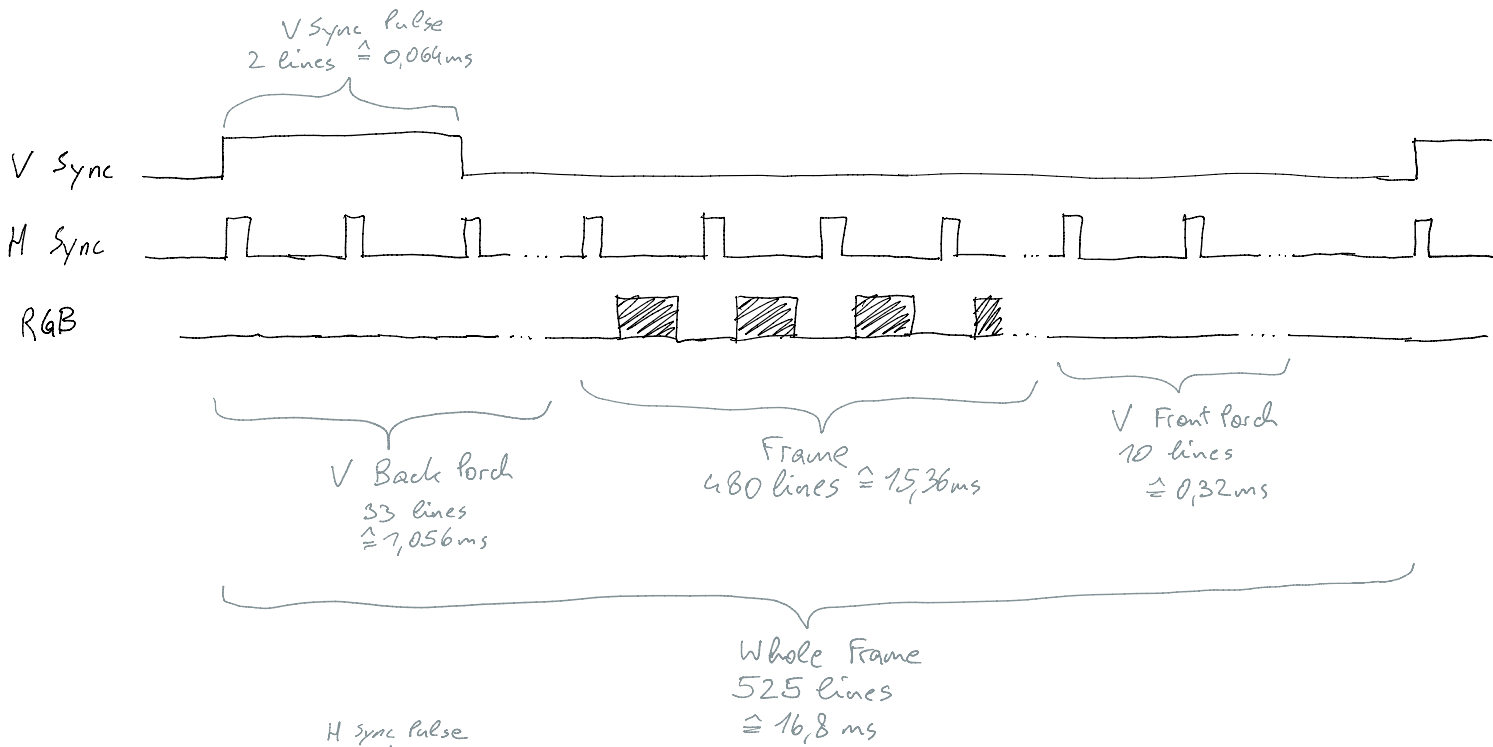 V Sync Pulse
2 lines ≙ 0,064ms
V Sync
H Sync
RGB
...
...
...
...
...
...
V Back Porch
33 lines
≙ 1,056ms
Frame
480 lines ≙ 15,36ms
V Front Porch
10 lines
≙ 0,32ms
Whole Frame
525 lines
≙ 16,8 ms
H Sync Pulse